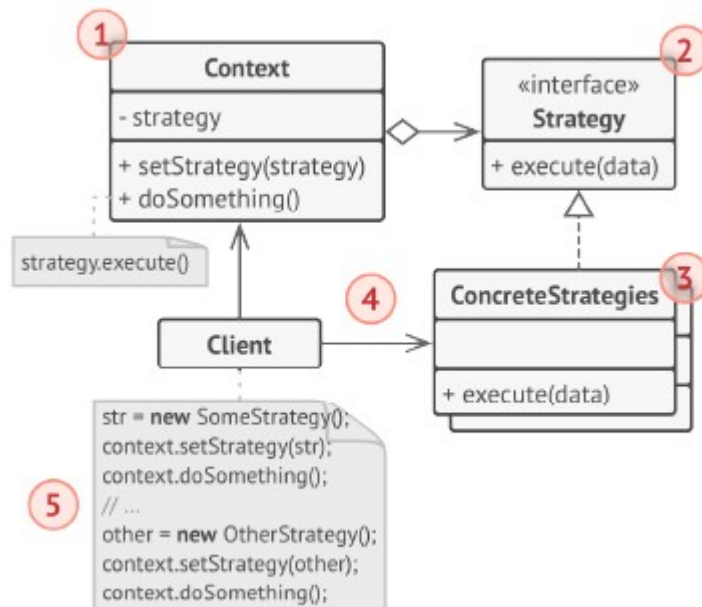 1
Context
- strategy
+ setStrategy(strategy)
+ doSomething()
strategy.execute()
2
«interface»
Strategy
+ execute(data)
3
ConcreteStrategies
+ execute(data)
4
Client
5
str = new SomeStrategy();
context.setStrategy(str);
context.doSomething();
// ...
other = new OtherStrategy();
context.setStrategy(other);
context.doSomething();